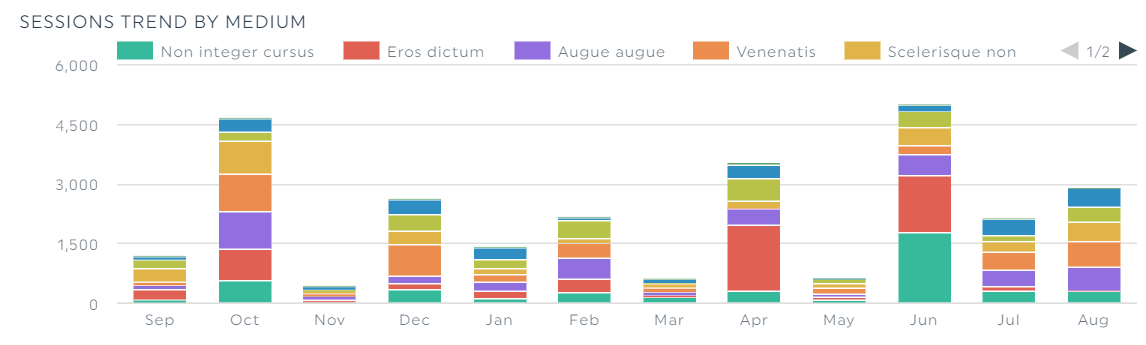 SESSIONS TREND BY MEDIUM
Non integer cursus Eros dictum Augue augue Venenatis Scelerisque non 1/2
6,000
4,500
3,000
1,500
0
Sep Oct Nov Dec Jan Feb Mar Apr May Jun Jul Aug